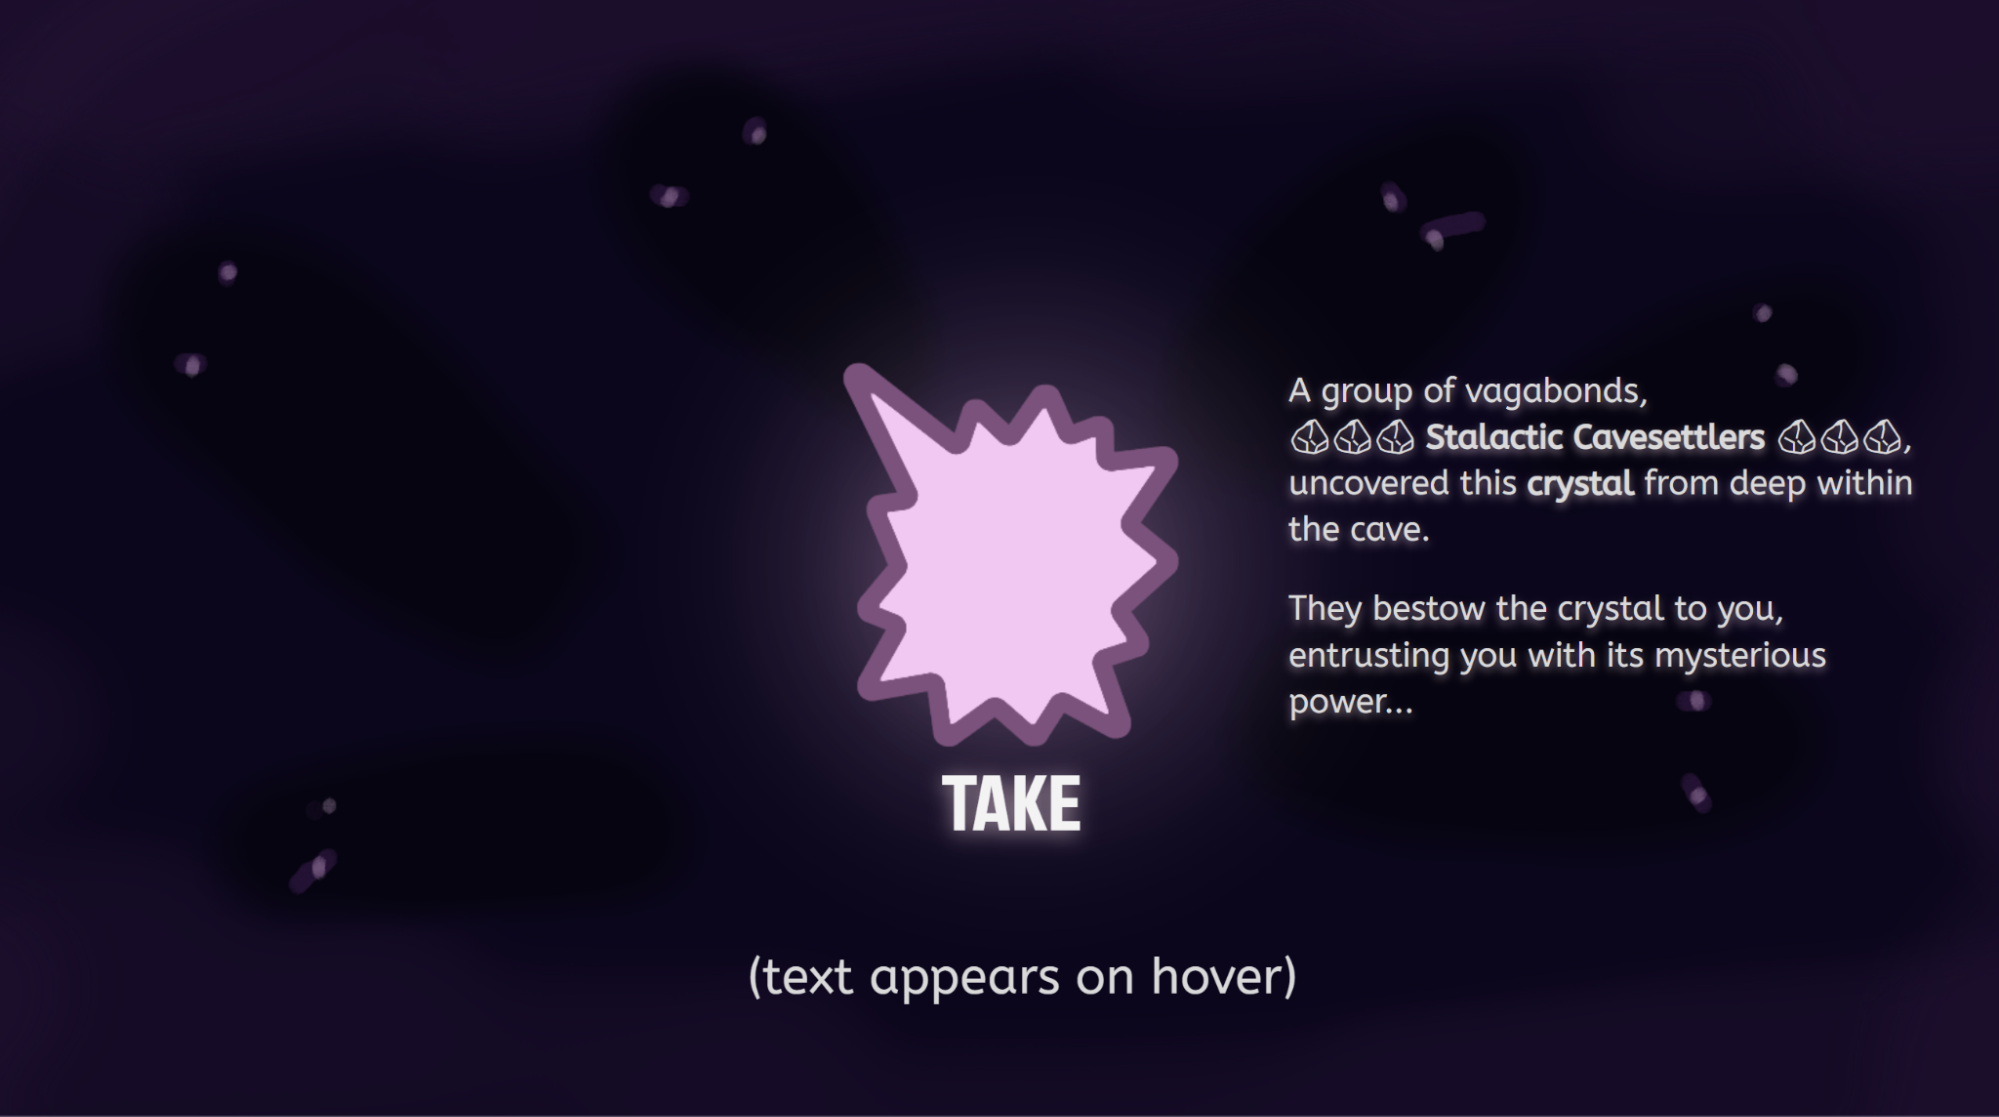 A group of vagabonds,
Stalactic Cavesettlers,
uncovered this crystal from deep within
the cave.
They bestow the crystal to you,
entrusting you with its mysterious
power...
TAKE
(text appears on hover)